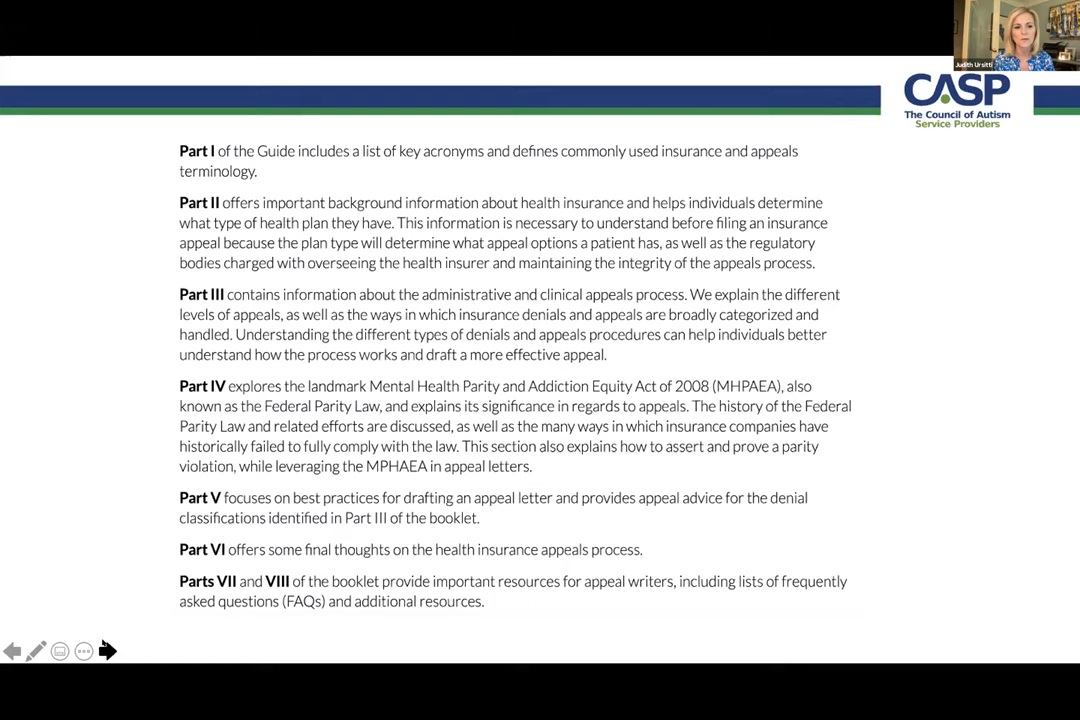 Judith Ursitti
CASP
The Council of Autism
Service Providers
Part I of the Guide includes a list of key acronyms and defines commonly used insurance and appeals
terminology.
Part II offers important background information about health insurance and helps individuals determine
what type of health plan they have. This information is necessary to understand before filing an insurance
appeal because the plan type will determine what appeal options a patient has, as well as the regulatory
bodies charged with overseeing the health insurer and maintaining the integrity of the appeals process.
Part III contains information about the administrative and clinical appeals process. We explain the different
levels of appeals, as well as the ways in which insurance denials and appeals are broadly categorized and
handled. Understanding the different types of denials and appeals procedures can help individuals better
understand how the process works and draft a more effective appeal.
Part IV explores the landmark Mental Health Parity and Addiction Equity Act of 2008 (MHPAEA), also
known as the Federal Parity Law, and explains its significance in regards to appeals. The history of the Federal
Parity Law and related efforts are discussed, as well as the many ways in which insurance companies have
historically failed to fully comply with the law. This section also explains how to assert and prove a parity
violation, while leveraging the MPHAEA in appeal letters.
Part V focuses on best practices for drafting an appeal letter and provides appeal advice for the denial
classifications identified in Part III of the booklet.
Part VI offers some final thoughts on the health insurance appeals process.
Parts VII and VIII of the booklet provide important resources for appeal writers, including lists of frequently
asked questions (FAQs) and additional resources.